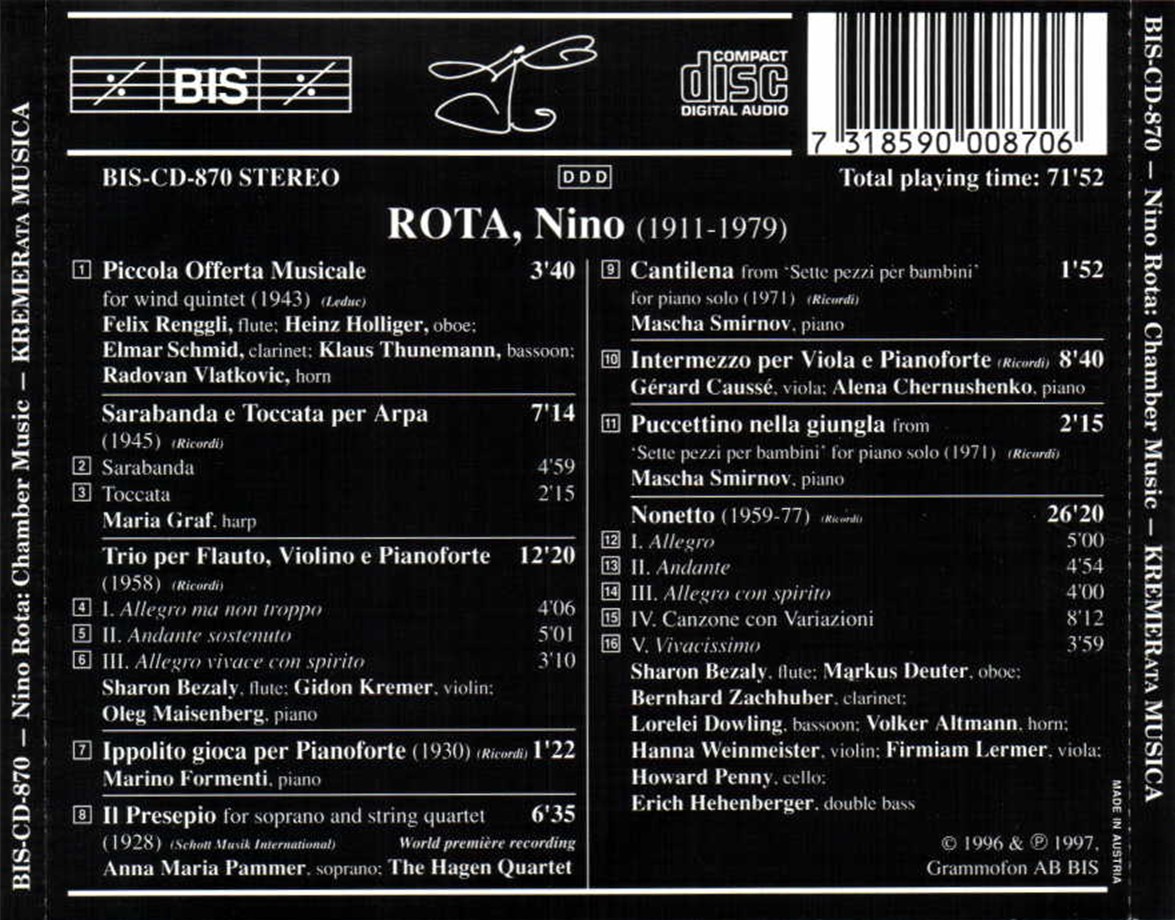 BIS-CD-870 — Nino Rota: Chamber Music — KREMERATA MUSICA
BIS
COMPACT
disc
DIGITAL AUDIO
7 318590 008706
BIS-CD-870 STEREO
DDD
Total playing time: 71'52
ROTA, Nino (1911-1979)
1 Piccola Offerta Musicale 3'40
for wind quintet (1943) (Leduc)
Felix Renggli, flute; Heinz Holliger, oboe;
Elmar Schmid, clarinet; Klaus Thunemann, bassoon;
Radovan Vlatkovic, horn
Sarabanda e Toccata per Arpa 7'14
(1945) (Ricordi)
2 Sarabanda 4'59
3 Toccata 2'15
Maria Graf, harp
Trio per Flauto, Violino e Pianoforte 12'20
(1958) (Ricordi)
4 I. Allegro ma non troppo 4'06
5 II. Andante sostenuto 5'01
6 III. Allegro vivace con spirito 3'10
Sharon Bezaly, flute; Gidon Kremer, violin;
Oleg Maisenberg, piano
7 Ippolito gioca per Pianoforte (1930) (Ricordi) 1'22
Marino Formenti, piano
8 Il Presepio for soprano and string quartet 6'35
(1928) (Schott Musik International) World première recording
Anna Maria Pammer, soprano; The Hagen Quartet
9 Cantilena from 'Sette pezzi per bambini' 1'52
for piano solo (1971) (Ricordi)
Mascha Smirnov, piano
10 Intermezzo per Viola e Pianoforte (Ricordi) 8'40
Gérard Caussé, viola; Alena Chernushenko, piano
11 Puccettino nella giungla from 2'15
'Sette pezzi per bambini' for piano solo (1971) (Ricordi)
Mascha Smirnov, piano
Nonetto (1959-77) (Ricordi) 26'20
12 I. Allegro 5'00
13 II. Andante 4'54
14 III. Allegro con spirito 4'00
15 IV. Canzone con Variazioni 8'12
16 V. Vivacissimo 3'59
Sharon Bezaly, flute; Markus Deuter, oboe;
Bernhard Zachhuber, clarinet;
Lorelei Dowling, bassoon; Volker Altmann, horn;
Hanna Weinmeister, violin; Firmiam Lermer, viola;
Howard Penny, cello;
Erich Hehenberger, double bass
© 1996 & ℗ 1997,
Grammofon AB BIS
MADE IN AUSTRIA
BIS-CD-870 — Nino Rota: Chamber Music — KREMERATA MUSICA